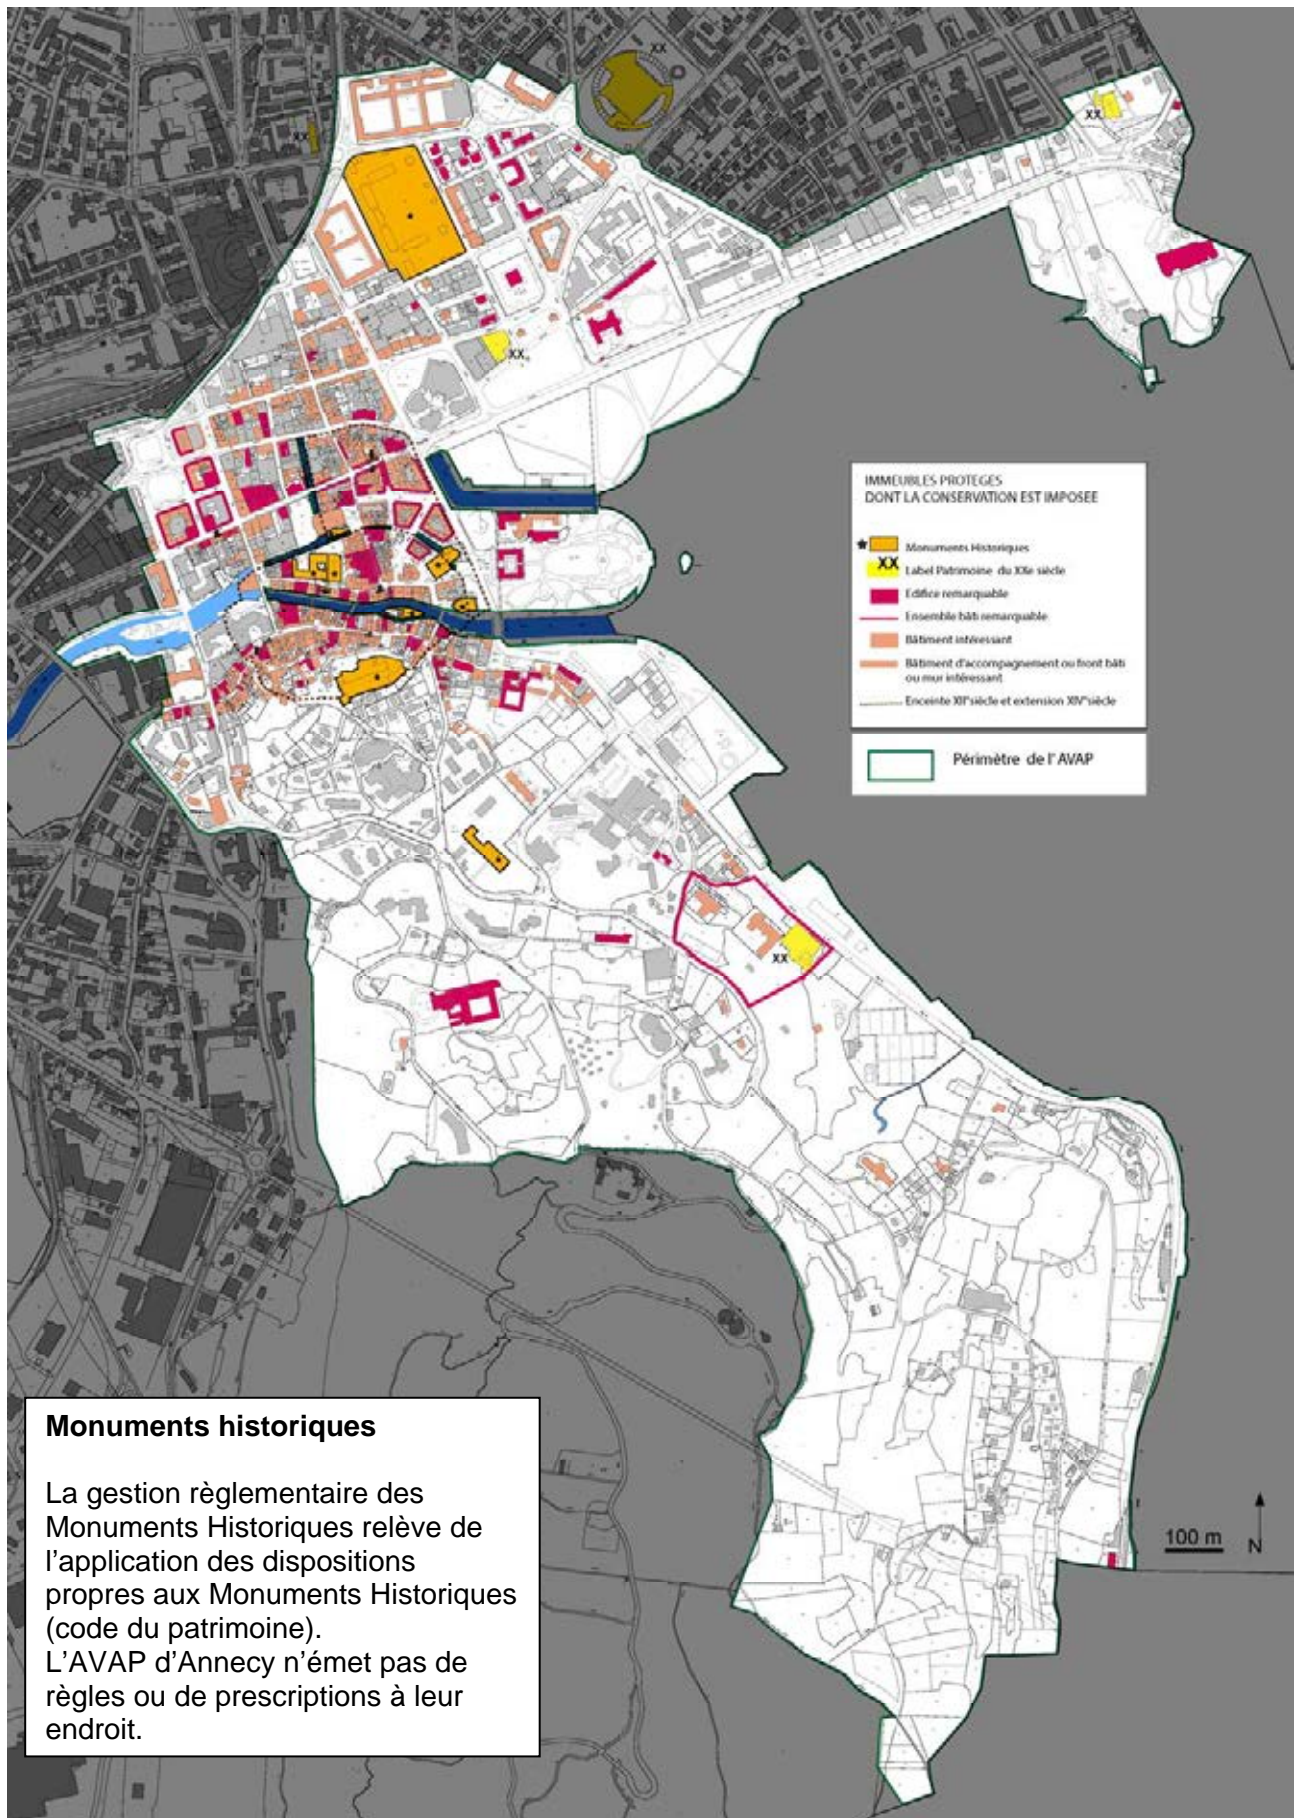 XX
XX
XX
XX
XX
IMMEUBLES PROTEGES
DONT LA CONSERVATION EST IMPOSEE
Monuments Historiques
XX
Label Patrimoine du XXe siècle
Edifice remarquable
Ensemble bâti remarquable
Bâtiment intéressant
Bâtiment d'accompagnement ou front bâti
ou mur intéressant
Enceinte XII°siècle et extension XIV°siècle
Périmètre de l'AVAP
Monuments historiques
La gestion règlementaire des
Monuments Historiques relève de
l'application des dispositions
propres aux Monuments Historiques
(code du patrimoine).
L'AVAP d'Annecy n'émet pas de
règles ou de prescriptions à leur
endroit.
100 m
N